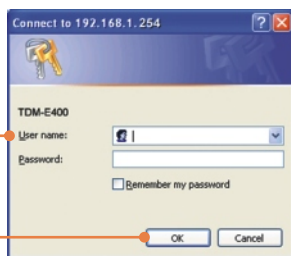 Connect to 192.168.1.254
TDM-E400
User name:
Password:
Remember my password
OK Cancel